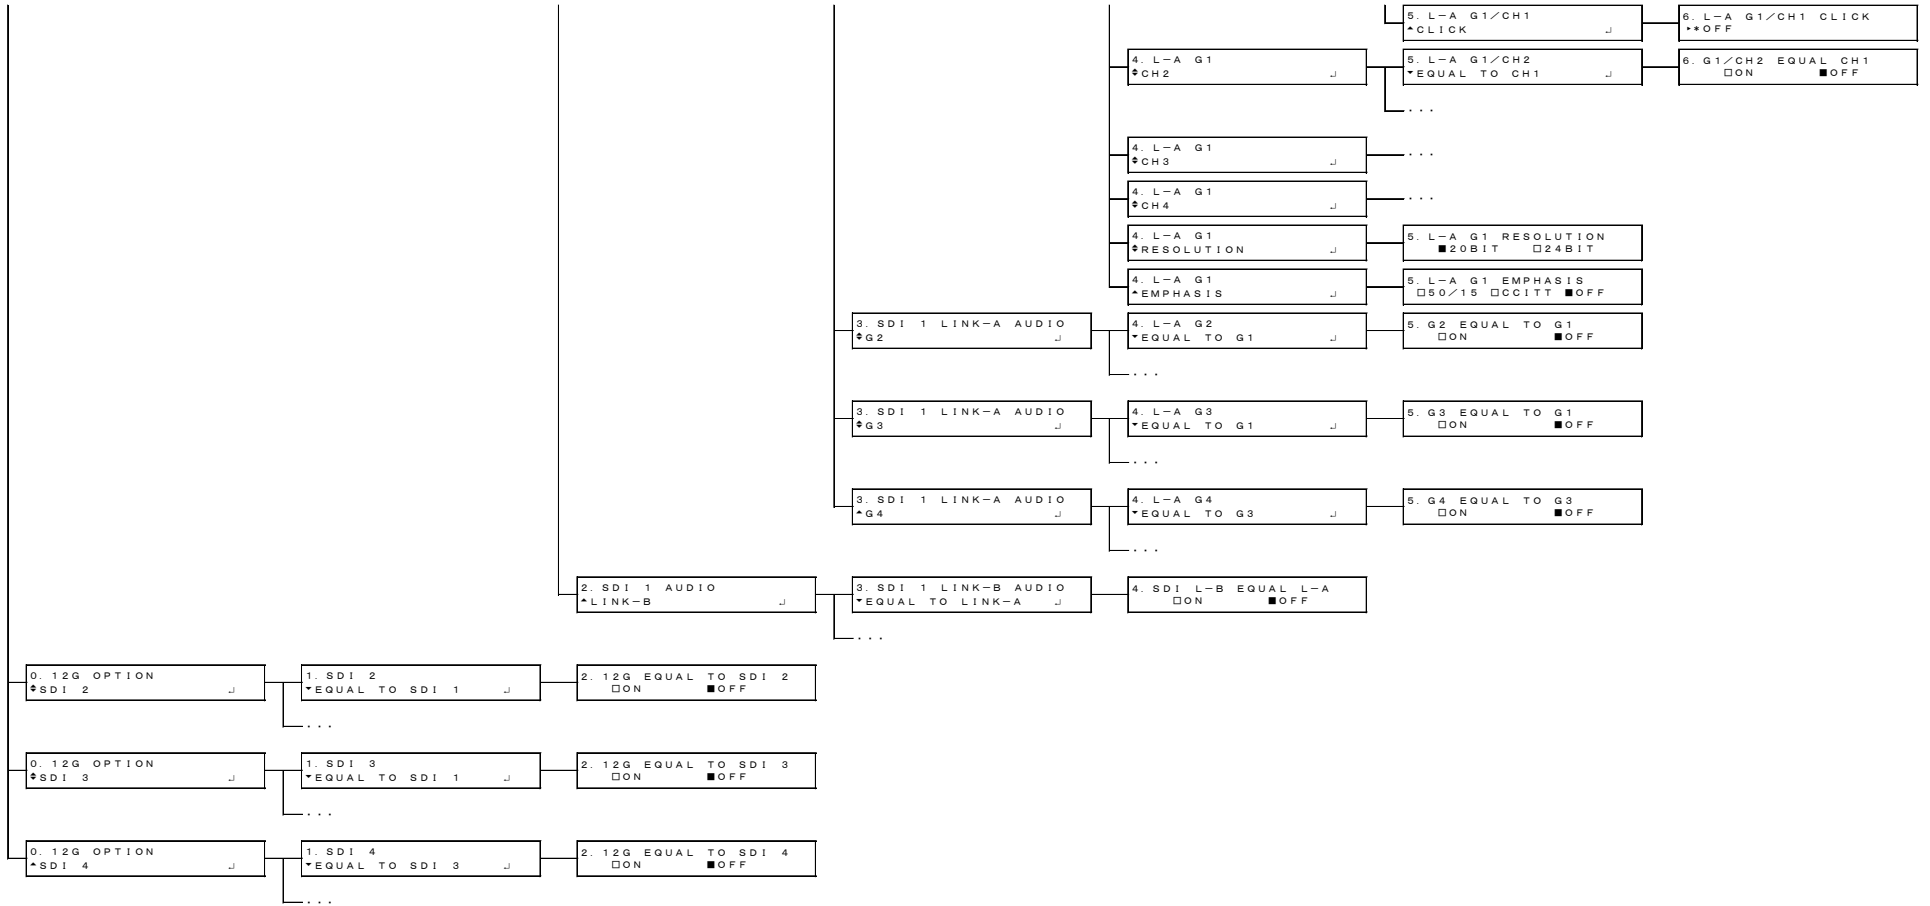 5. L-A G1/CH1
▲CLICK ↵
6. L-A G1/CH1 CLICK
▸*OFF
4. L-A G1
◆CH2 ↵
5. L-A G1/CH2
▼EQUAL TO CH1 ↵
6. G1/CH2 EQUAL CH1
□ON ■OFF
...
4. L-A G1
◆CH3 ↵
...
4. L-A G1
◆CH4 ↵
...
4. L-A G1
◆RESOLUTION ↵
5. L-A G1 RESOLUTION
■20BIT □24BIT
4. L-A G1
▲EMPHASIS ↵
5. L-A G1 EMPHASIS
□50/15 □CCITT ■OFF
3. SDI 1 LINK-A AUDIO
◆G2 ↵
4. L-A G2
▼EQUAL TO G1 ↵
5. G2 EQUAL TO G1
□ON ■OFF
...
3. SDI 1 LINK-A AUDIO
◆G3 ↵
4. L-A G3
▼EQUAL TO G1 ↵
5. G3 EQUAL TO G1
□ON ■OFF
...
3. SDI 1 LINK-A AUDIO
▲G4 ↵
4. L-A G4
▼EQUAL TO G3 ↵
5. G4 EQUAL TO G3
□ON ■OFF
...
2. SDI 1 AUDIO
▲LINK-B ↵
3. SDI 1 LINK-B AUDIO
▼EQUAL TO LINK-A ↵
4. SDI L-B EQUAL L-A
□ON ■OFF
...
0. 12G OPTION
◆SDI 2 ↵
1. SDI 2
▼EQUAL TO SDI 1 ↵
2. 12G EQUAL TO SDI 2
□ON ■OFF
...
0. 12G OPTION
◆SDI 3 ↵
1. SDI 3
▼EQUAL TO SDI 1 ↵
2. 12G EQUAL TO SDI 3
□ON ■OFF
...
0. 12G OPTION
▲SDI 4 ↵
1. SDI 4
▼EQUAL TO SDI 3 ↵
2. 12G EQUAL TO SDI 4
□ON ■OFF
...